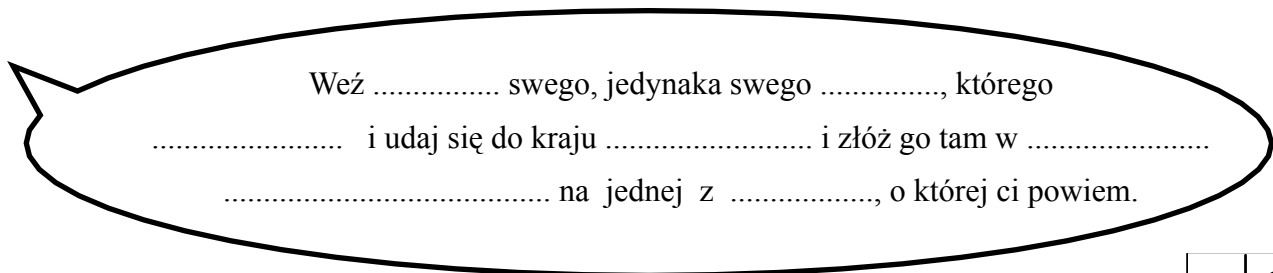 Weź ................ swego, jedynaka swego ..............., którego
........................ i udaj się do kraju .......................... i złóż go tam w .......................
......................................... na jednej z .................., o której ci powiem.